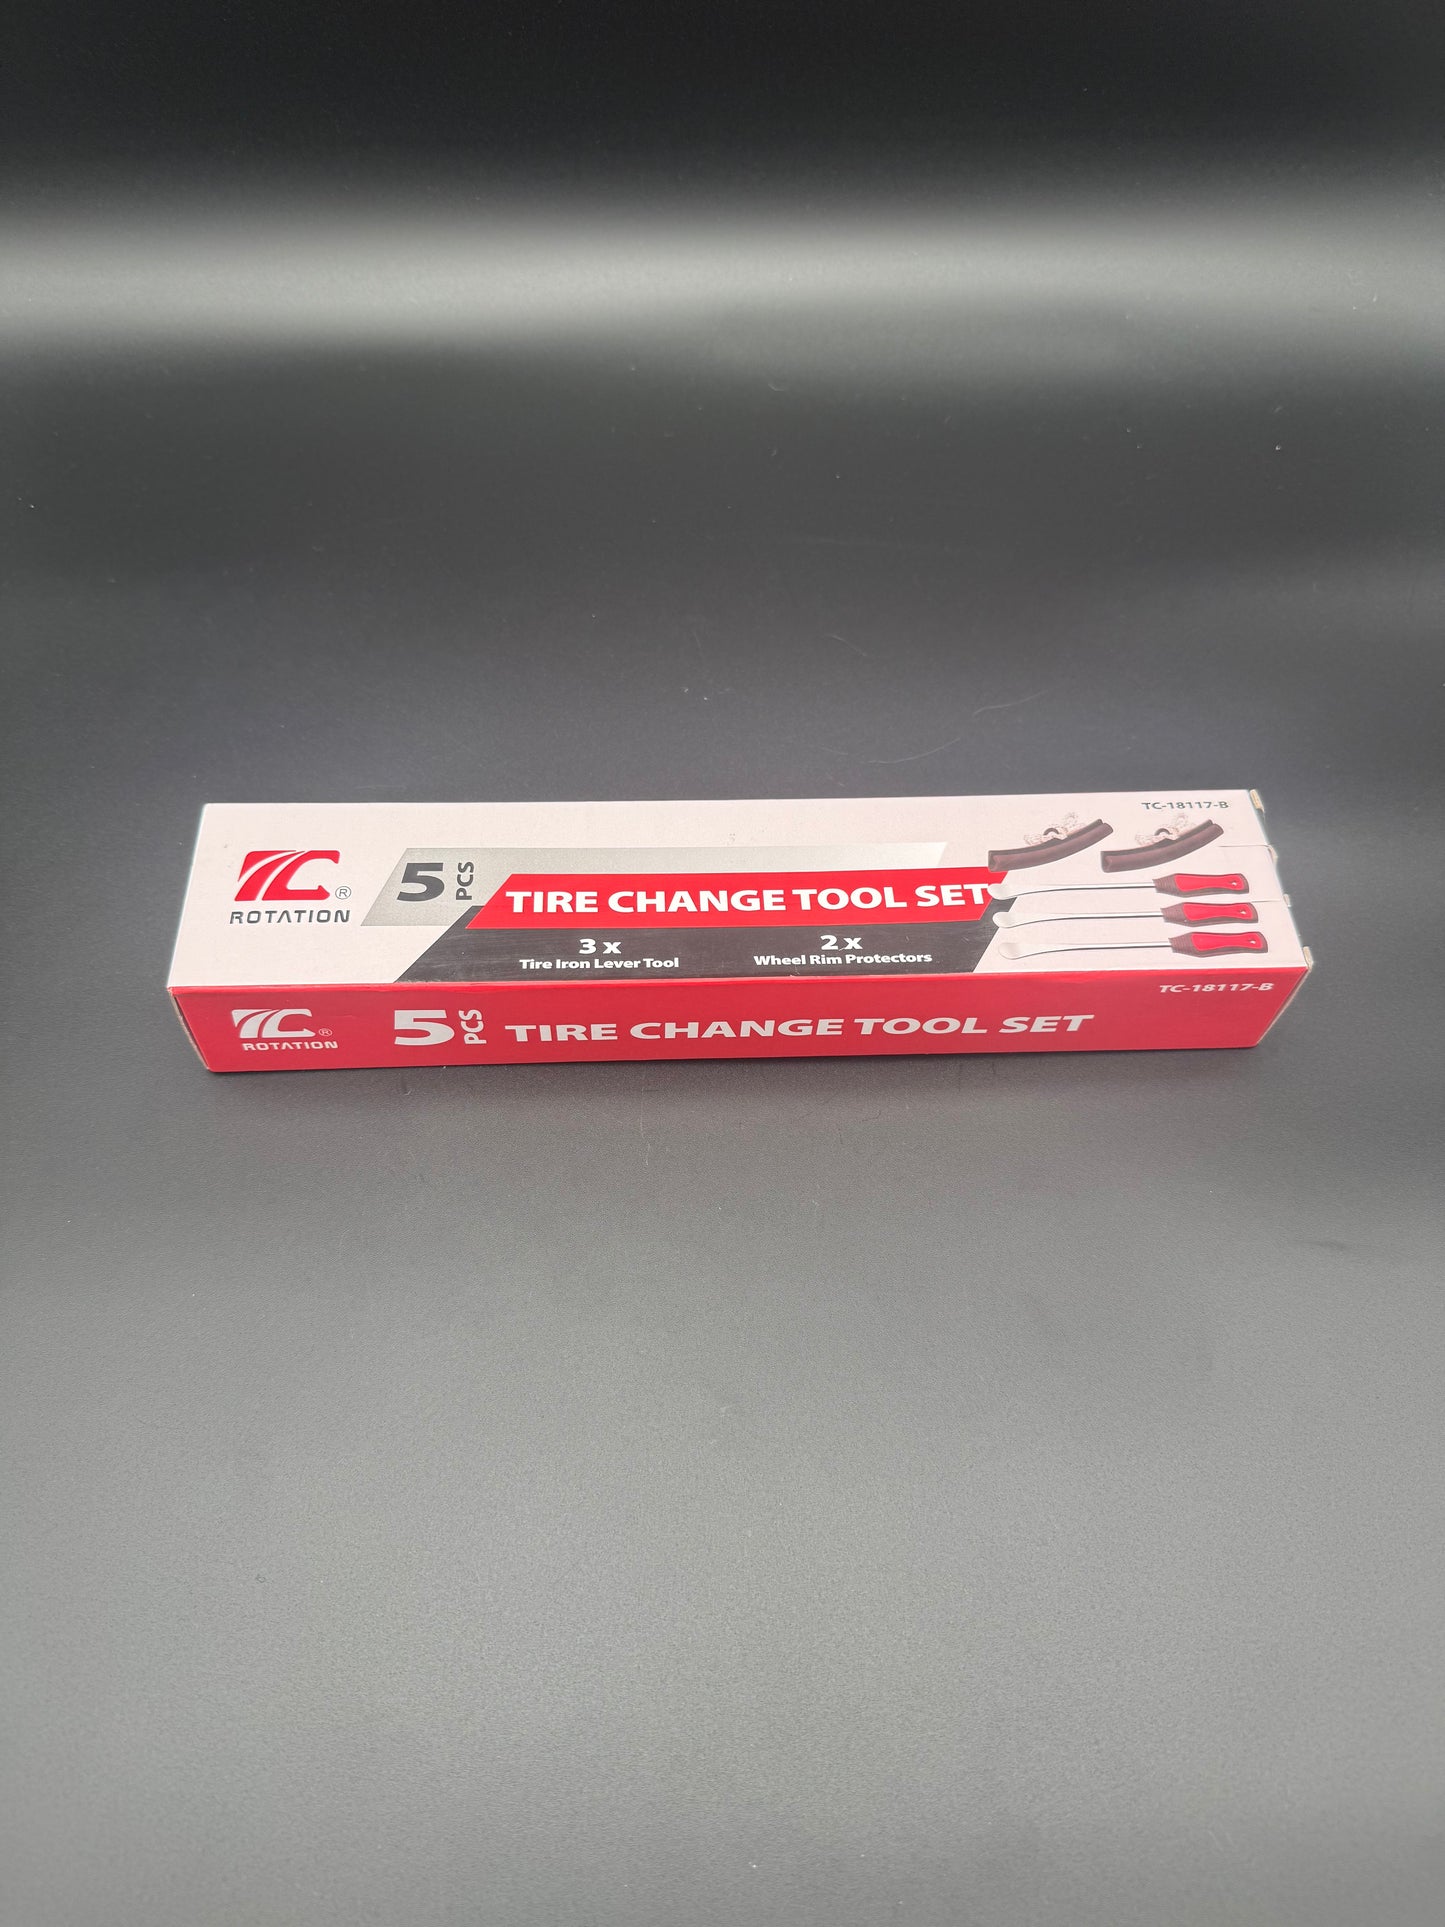 TC-18117-B
TC
®
ROTATION
5 PCS
TIRE CHANGE TOOL SET
3 x
Tire Iron Lever Tool
2 x
Wheel Rim Protectors
TC-18117-B
TC
®
ROTATION
5 PCS
TIRE CHANGE TOOL SET